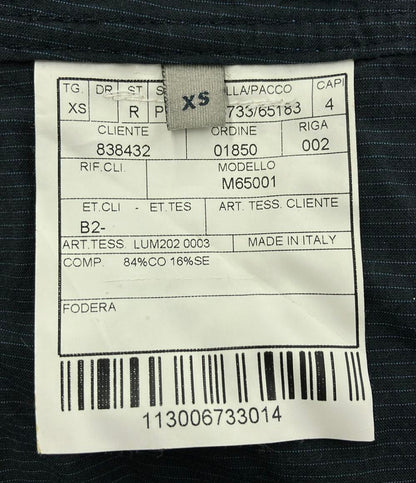 TG. DR. ST. LLA/PACCO CAPI
XS R P 733/65183 4
XS
CLIENTE ORDINE RIGA
838432 01850 002
RIF.CLI. MODELLO
M65001
ET.CLI - ET.TES ART. TESS. CLIENTE
B2-
ART.TESS LUM202 0003 MADE IN ITALY
COMP. 84%CO 16%SE
FODERA
113006733014